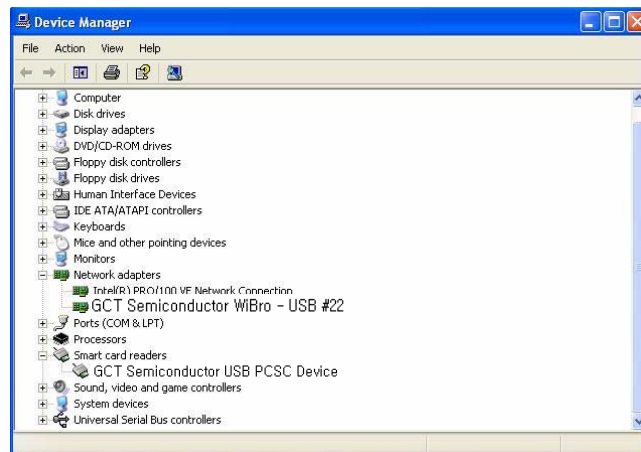 Device Manager
File Action View Help
Computer
Disk drives
Display adapters
DVD/CD-ROM drives
Floppy disk controllers
Floppy disk drives
Human Interface Devices
IDE ATA/ATAPI controllers
Keyboards
Mice and other pointing devices
Monitors
Network adapters
Intel(R) PRO/100 VE Network Connection
GCT Semiconductor WiBro - USB #22
Ports (COM & LPT)
Processors
Smart card readers
GCT Semiconductor USB PCSC Device
Sound, video and game controllers
System devices
Universal Serial Bus controllers